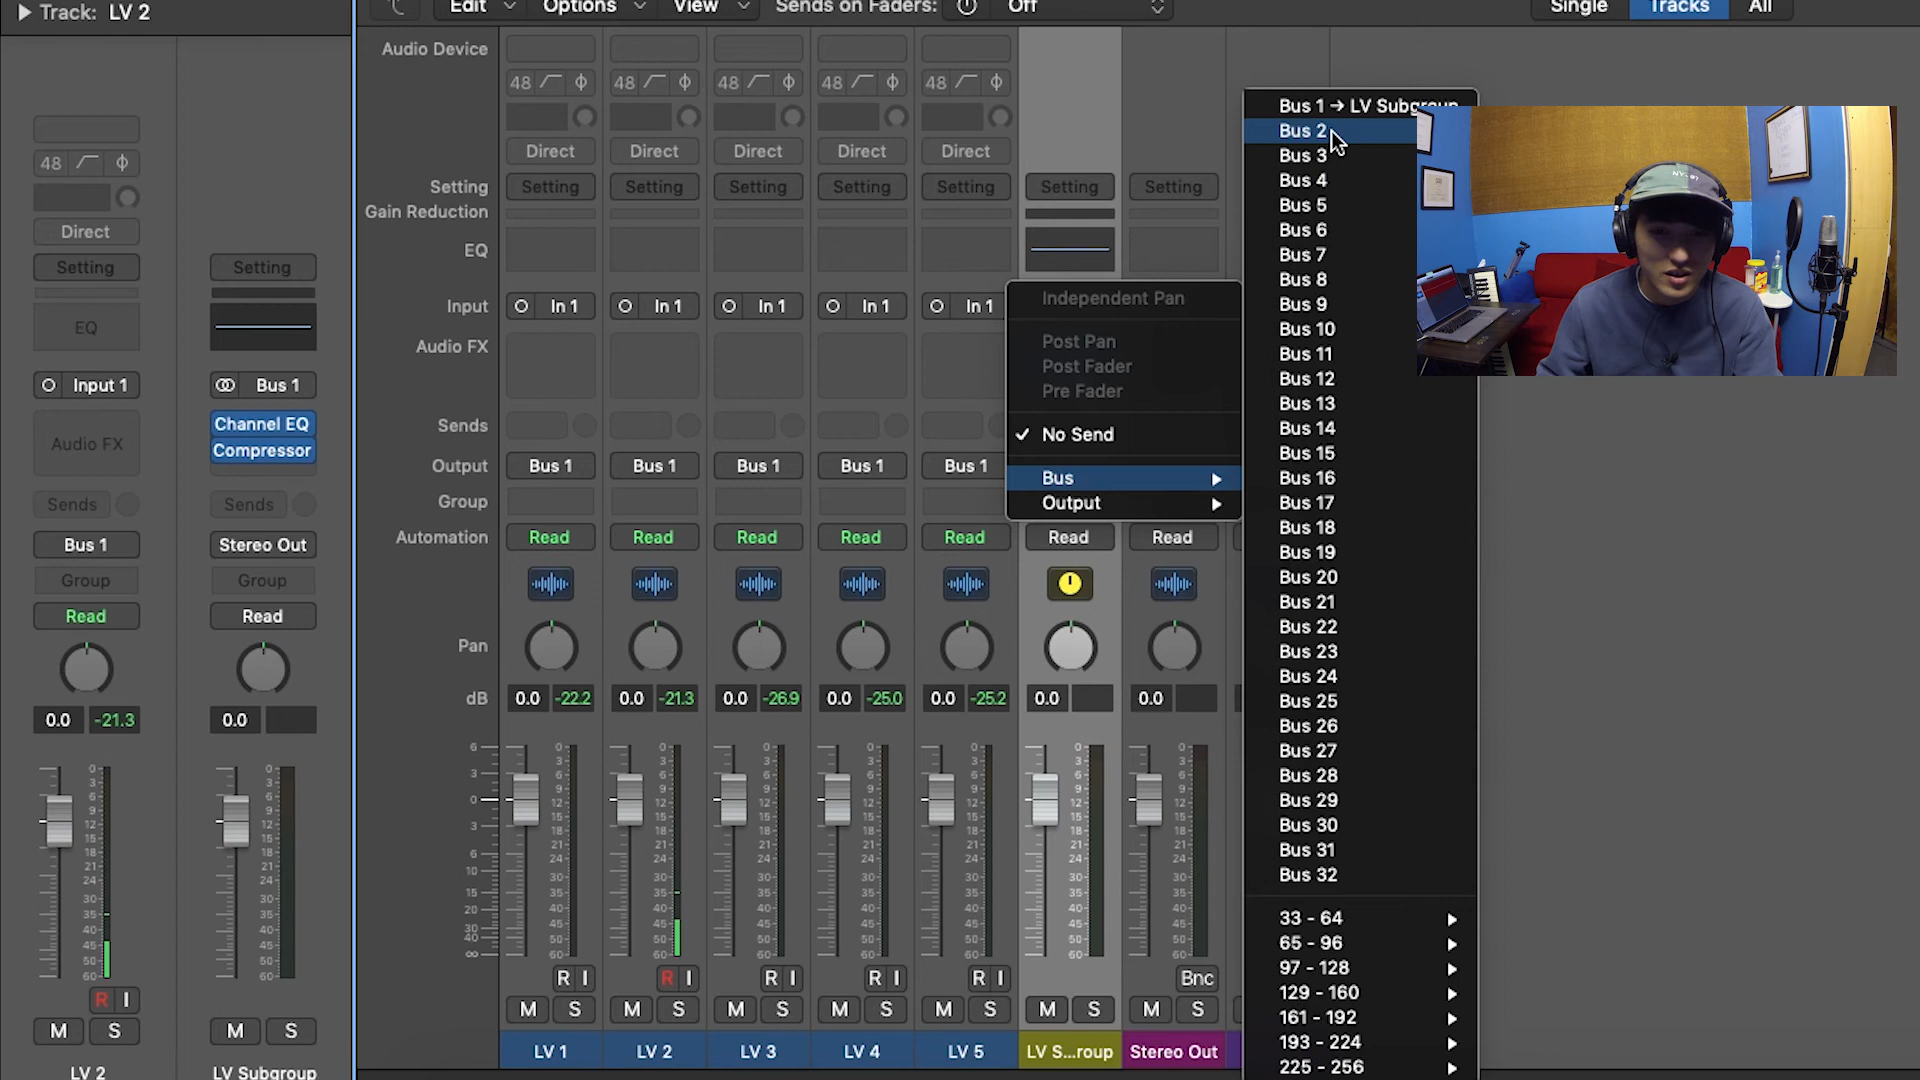 Track: LV 2
Edit
Options
View
Sends on Faders:
Off
Single
Tracks
All
Audio Device
48 48 48 48 48
Direct Direct Direct Direct Direct
Setting Setting Setting Setting Setting Setting Setting Setting
Gain Reduction
EQ
Input In 1 In 1 In 1 In 1 In 1
Audio FX
Sends
Output Bus 1 Bus 1 Bus 1 Bus 1 Bus 1
Group
Automation Read Read Read Read Read Read Read
Pan
dB 0.0 -22.2 0.0 -21.3 0.0 -26.9 0.0 -25.0 0.0 -25.2 0.0 0.0
R I R I R I R I R I Bnc
M S M S M S M S M S M S M S
LV 1 LV 2 LV 3 LV 4 LV 5 LV S...roup Stereo Out
48
Direct
Setting Setting
EQ
Input 1 Bus 1
Audio FX
Channel EQ
Compressor
Sends Sends
Bus 1 Stereo Out
Group Group
Read Read
0.0 -21.3 0.0
R I
M S M S
LV 2 LV Subgroup
Independent Pan
Post Pan
Post Fader
Pre Fader
✓ No Send
Bus
Output
Bus 1 → LV Subgroup
Bus 2
Bus 3
Bus 4
Bus 5
Bus 6
Bus 7
Bus 8
Bus 9
Bus 10
Bus 11
Bus 12
Bus 13
Bus 14
Bus 15
Bus 16
Bus 17
Bus 18
Bus 19
Bus 20
Bus 21
Bus 22
Bus 23
Bus 24
Bus 25
Bus 26
Bus 27
Bus 28
Bus 29
Bus 30
Bus 31
Bus 32
33 - 64
65 - 96
97 - 128
129 - 160
161 - 192
193 - 224
225 - 256